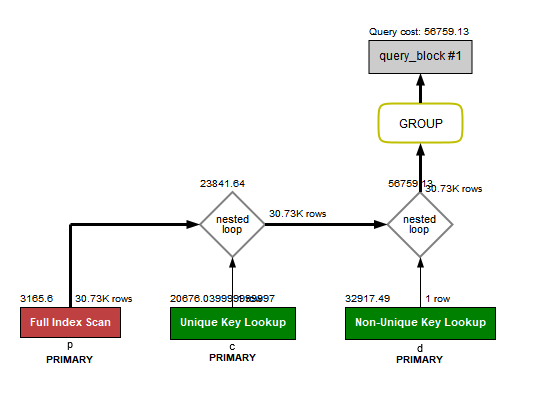 Query cost: 56759.13
query_block #1
GROUP
23841.64
56759.13
30.73K rows
30.73K rows
nested
loop
nested
loop
3165.6
30.73K rows
20676.039999999997
1 row
32917.49
1 row
Full Index Scan
Unique Key Lookup
Non-Unique Key Lookup
p
c
d
PRIMARY
PRIMARY
PRIMARY